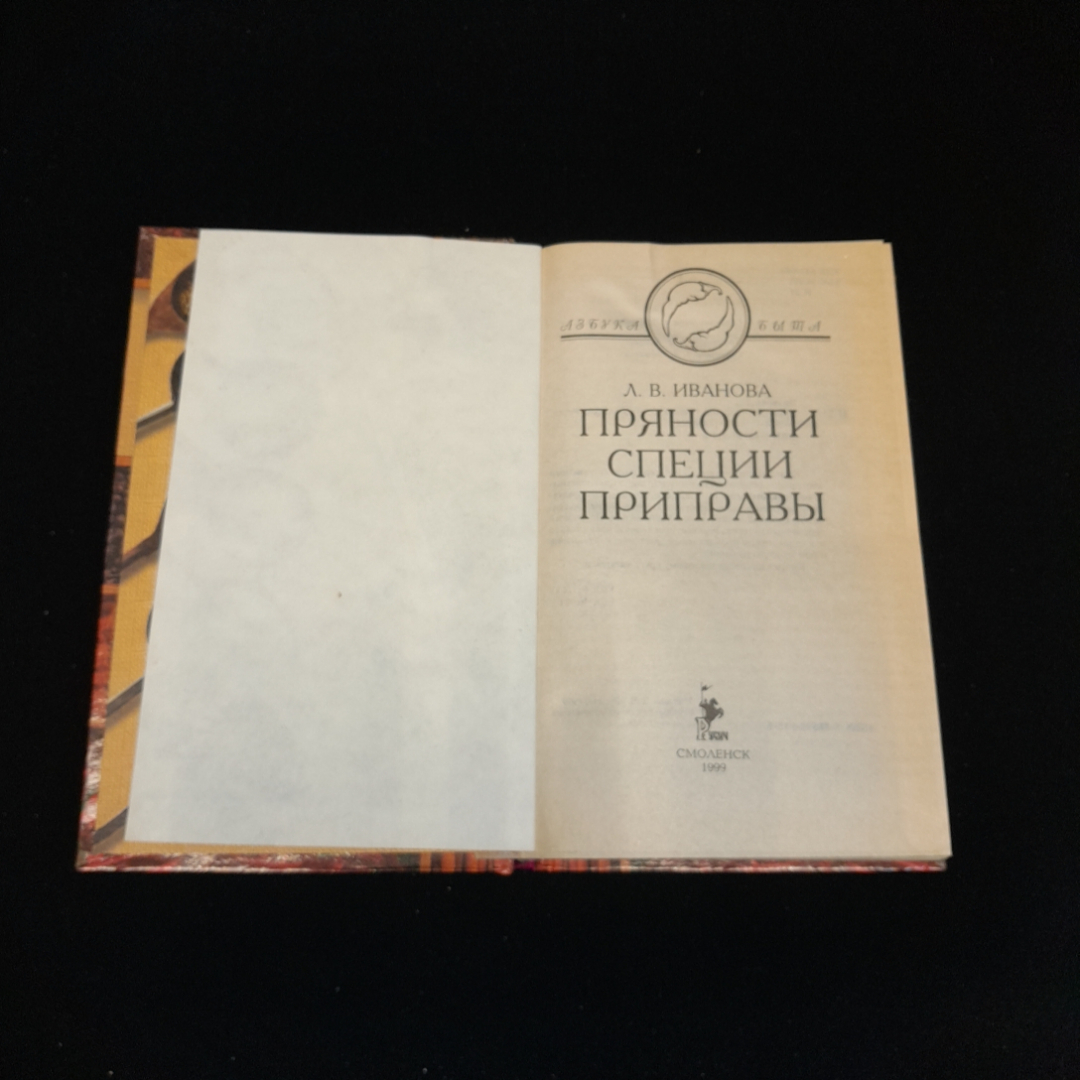 АЗБУКА БЫТА
Л. В. ИВАНОВА
ПРЯНОСТИ
СПЕЦИИ
ПРИПРАВЫ
СМОЛЕНСК
1999